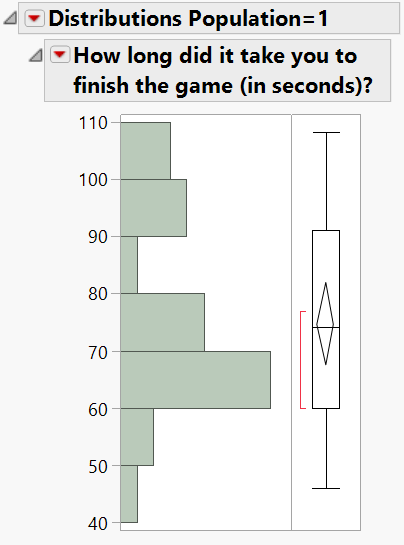 Distributions Population=1
How long did it take you to
finish the game (in seconds)?
110
100
90
80
70
60
50
40